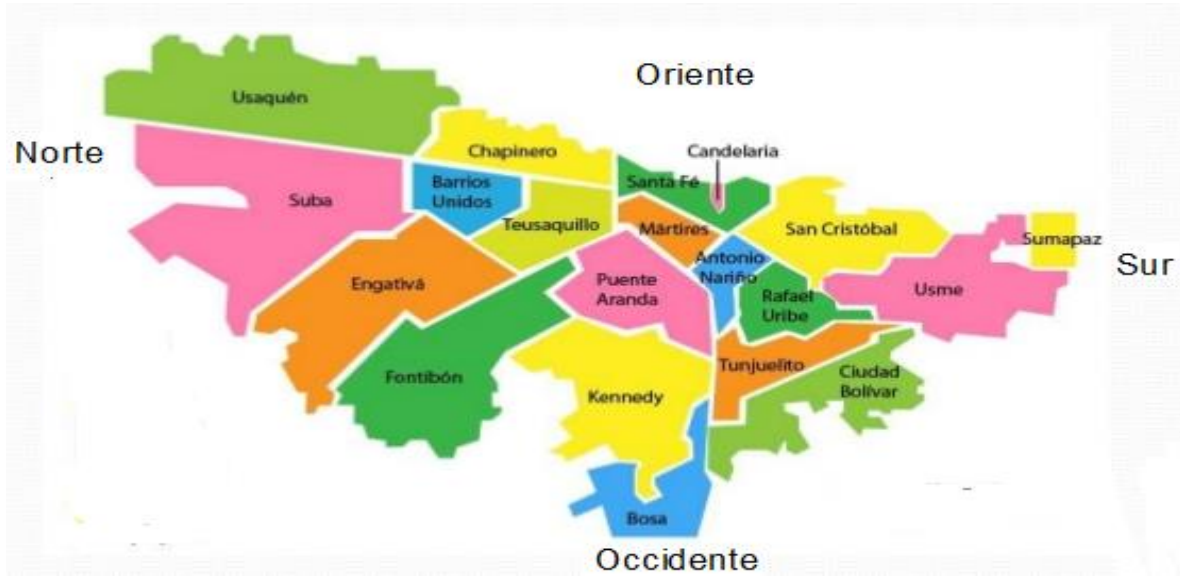 Oriente
Usaquén
Norte
Chapinero
Candelaria
Suba
Barrios
Unidos
Santa Fé
Teusaquillo
Mártires
San Cristóbal
Sumapaz
Sur
Antonio
Nariño
Engativá
Puente
Aranda
Rafael
Uribe
Usme
Fontibón
Kennedy
Tunjuelito
Ciudad
Bolívar
Bosa
Occidente